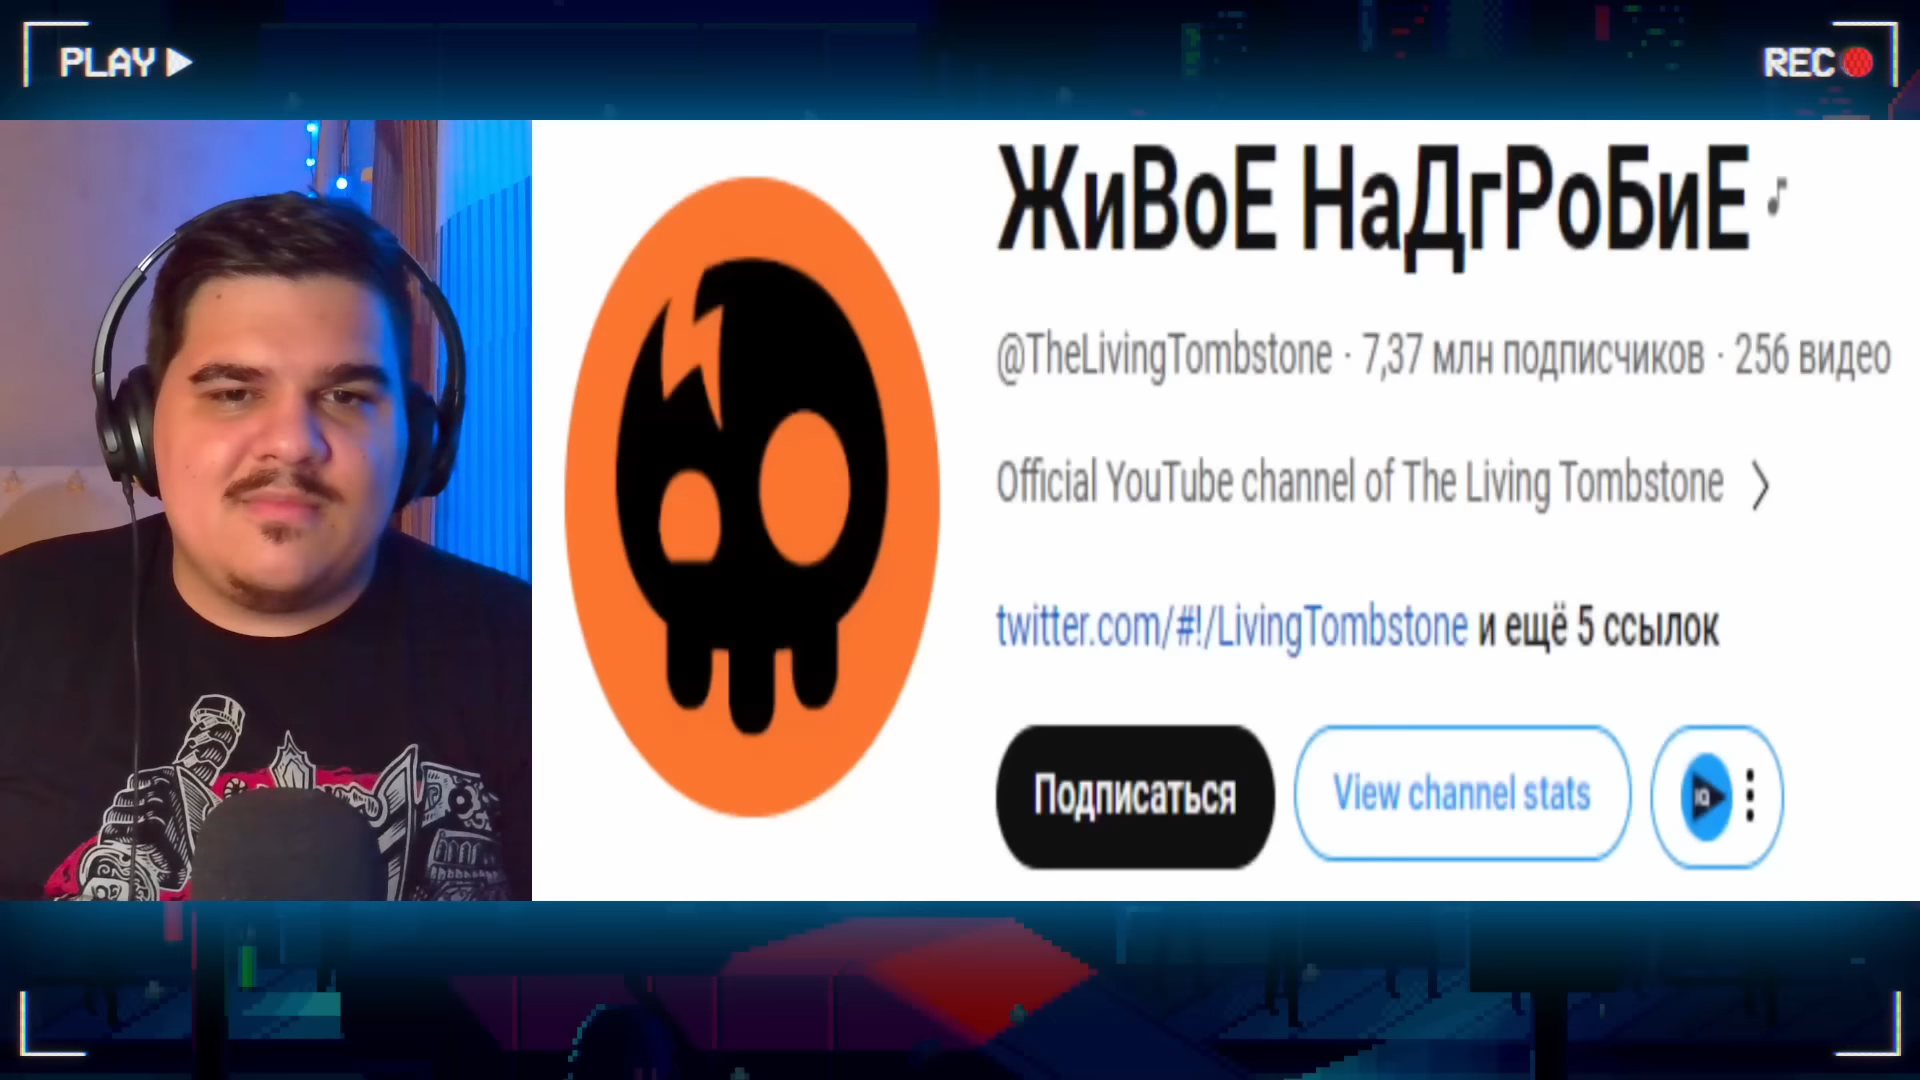 PLAY
REC
ЖиВоЕ НаДгРоБиЕ
@TheLivingTombstone · 7,37 млн подписчиков · 256 видео
Official YouTube channel of The Living Tombstone
twitter.com/#!/LivingTombstone и ещё 5 ссылок
Подписаться
View channel stats
IQ